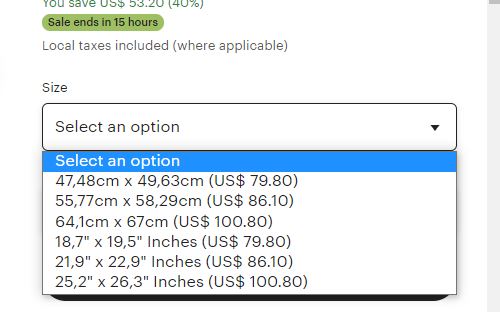 You save US$ 53.20 (40%)
Sale ends in 15 hours
Local taxes included (where applicable)
Size
Select an option
Select an option
47,48cm x 49,63cm (US$ 79.80)
55,77cm x 58,29cm (US$ 86.10)
64,1cm x 67cm (US$ 100.80)
18,7" x 19,5" Inches (US$ 79.80)
21,9" x 22,9" Inches (US$ 86.10)
25,2" x 26,3" Inches (US$ 100.80)